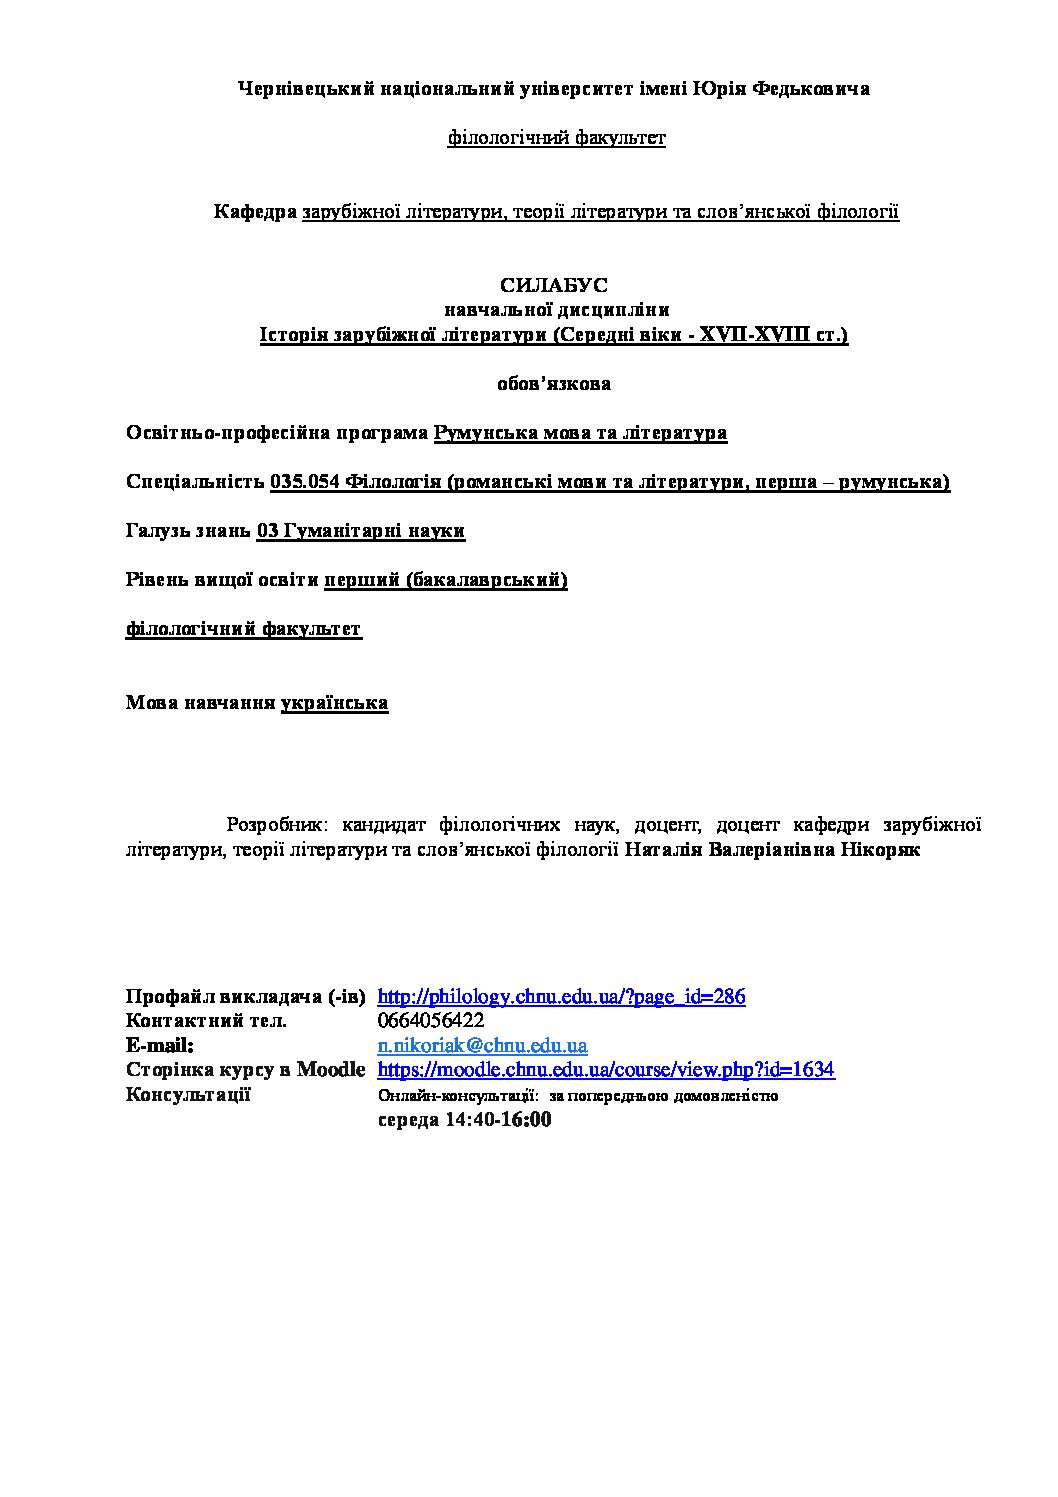 Чернівецький національний університет імені Юрія Федьковича
філологічний факультет
Кафедра зарубіжної літератури, теорії літератури та слов’янської філології
СИЛАБУС
навчальної дисципліни
Історія зарубіжної літератури (Середні віки - XVII-XVIII ст.)
обов’язкова
Освітньо-професійна програма Румунська мова та література
Спеціальність 035.054 Філологія (романські мови та літератури, перша – румунська)
Галузь знань 03 Гуманітарні науки
Рівень вищої освіти перший (бакалаврський)
філологічний факультет
Мова навчання українська
Розробник: кандидат філологічних наук, доцент, доцент кафедри зарубіжної
літератури, теорії літератури та слов’янської філології Наталія Валеріанівна Нікоряк
Профайл викладача (-ів) http://philology.chnu.edu.ua/?page_id=286
Контактний тел. 0664056422
E-mail: n.nikoriak@chnu.edu.ua
Сторінка курсу в Moodle https://moodle.chnu.edu.ua/course/view.php?id=1634
Консультації Онлайн-консультації: за попередньою домовленістю
середа 14:40-16:00